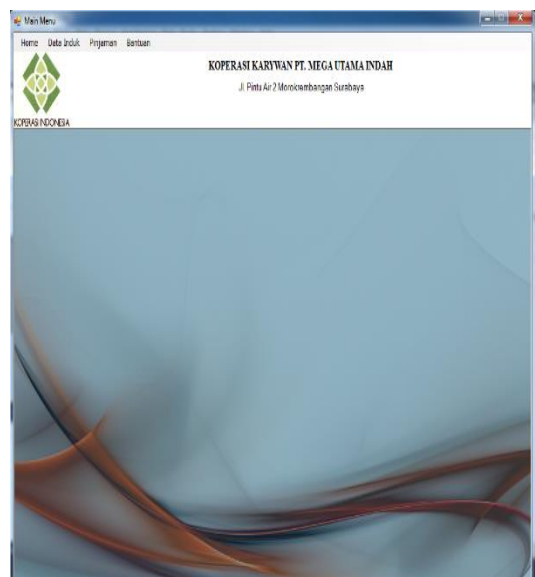 Main Menu
Home Data Induk Pinjaman Bantuan
KOPERASI KARYWAN PT. MEGA UTAMA INDAH
Jl. Pintu Air 2 Morokrembangan Surabaya
KOPERASI INDONESIA